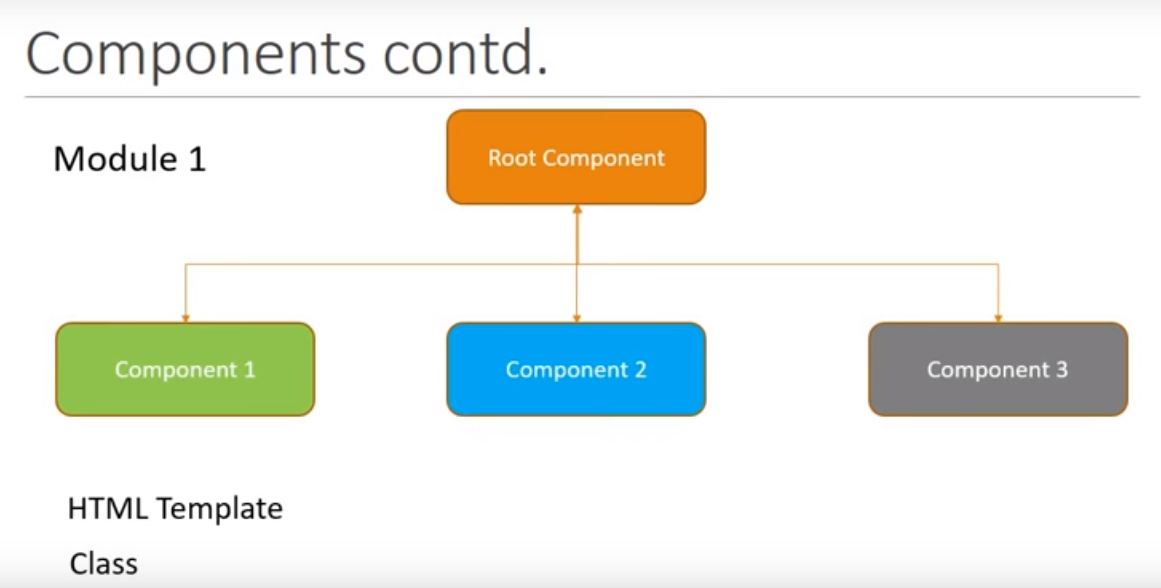 Components contd.
Module 1
Root Component
Component 1
Component 2
Component 3
HTML Template
Class